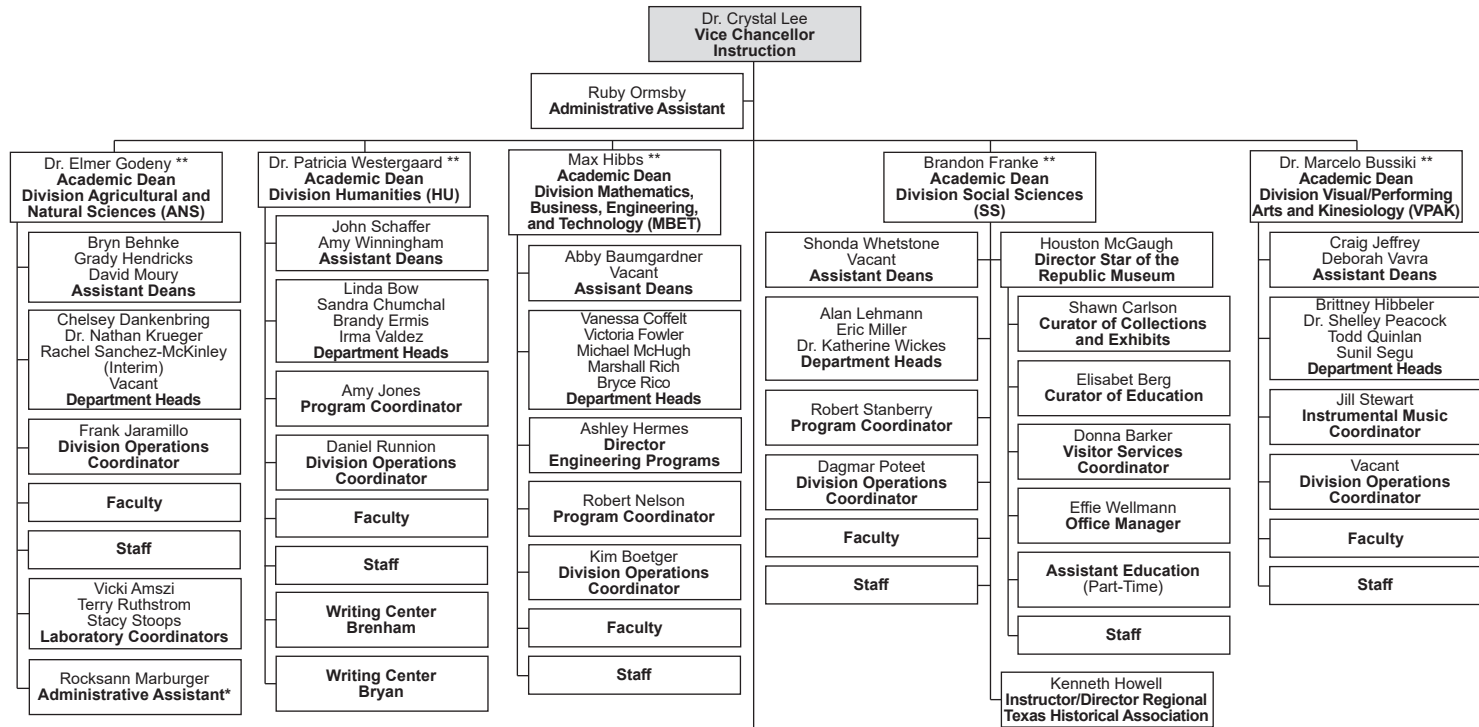 Dr. Crystal Lee
Vice Chancellor
Instruction
Ruby Ormsby
Administrative Assistant
Dr. Elmer Godeny **
Academic Dean
Division Agricultural and
Natural Sciences (ANS)
Bryn Behnke
Grady Hendricks
David Moury
Assistant Deans
Chelsey Dankenbring
Dr. Nathan Krueger
Rachel Sanchez-McKinley
(Interim)
Vacant
Department Heads
Frank Jaramillo
Division Operations
Coordinator
Faculty
Staff
Vicki Amszi
Terry Ruthstrom
Stacy Stoops
Laboratory Coordinators
Rocksann Marburger
Administrative Assistant*
Dr. Patricia Westergaard **
Academic Dean
Division Humanities (HU)
John Schaffer
Amy Winningham
Assistant Deans
Linda Bow
Sandra Chumchal
Brandy Ermis
Irma Valdez
Department Heads
Amy Jones
Program Coordinator
Daniel Runnion
Division Operations
Coordinator
Faculty
Staff
Writing Center
Brenham
Writing Center
Bryan
Max Hibbs **
Academic Dean
Division Mathematics,
Business, Engineering,
and Technology (MBET)
Abby Baumgardner
Vacant
Assisant Deans
Vanessa Coffelt
Victoria Fowler
Michael McHugh
Marshall Rich
Bryce Rico
Department Heads
Ashley Hermes
Director
Engineering Programs
Robert Nelson
Program Coordinator
Kim Boetger
Division Operations
Coordinator
Faculty
Staff
Brandon Franke **
Academic Dean
Division Social Sciences
(SS)
Shonda Whetstone
Vacant
Assistant Deans
Alan Lehmann
Eric Miller
Dr. Katherine Wickes
Department Heads
Robert Stanberry
Program Coordinator
Dagmar Poteet
Division Operations
Coordinator
Faculty
Staff
Houston McGaugh
Director Star of the
Republic Museum
Shawn Carlson
Curator of Collections
and Exhibits
Elisabet Berg
Curator of Education
Donna Barker
Visitor Services
Coordinator
Effie Wellmann
Office Manager
Assistant Education
(Part-Time)
Staff
Kenneth Howell
Instructor/Director Regional
Texas Historical Association
Dr. Marcelo Bussiki **
Academic Dean
Division Visual/Performing
Arts and Kinesiology (VPAK)
Craig Jeffrey
Deborah Vavra
Assistant Deans
Brittney Hibbeler
Dr. Shelley Peacock
Todd Quinlan
Sunil Segu
Department Heads
Jill Stewart
Instrumental Music
Coordinator
Vacant
Division Operations
Coordinator
Faculty
Staff